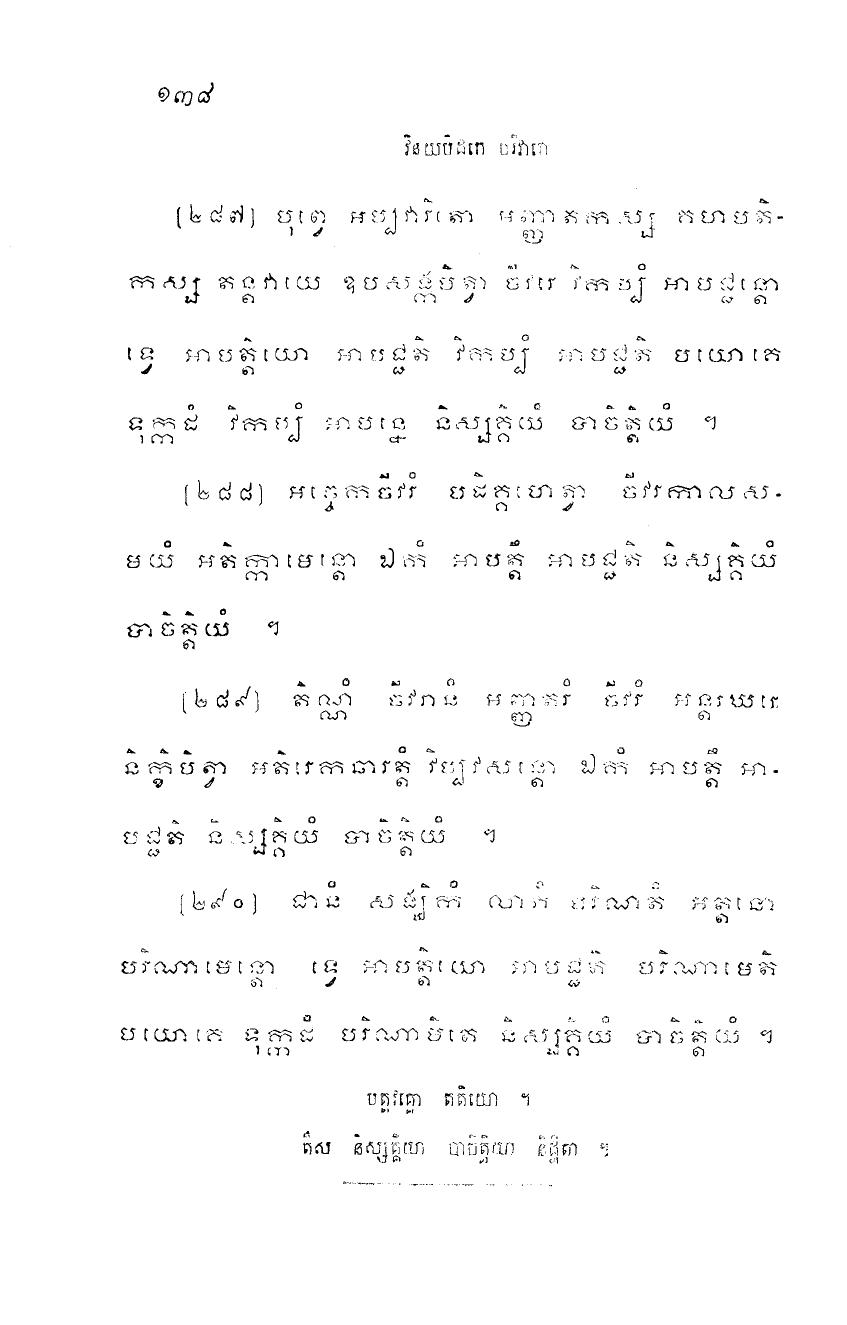 ១៣៨
វិនយបិដកេ បរិវារេ
[២៨៧] បុព្វេ អប្បវារិតោ អញ្ញាតកស្ស គហបតិ-
កស្ស តន្តវាយេ ឧបសង្កមិត្វា ចីវរេ វិកប្បំ អាបជ្ជន្តោ
ទ្វេ អាបត្តិយោ អាបជ្ជតិ វិកប្បំ អាបជ្ជតិ បយោគេ
ទុក្កដំ វិកប្បំ អាបន្នេ និស្សគ្គិយំ បាចិត្តិយំ ។
[២៨៨] អច្ចេកចីវរំ បដិគ្គហេត្វា ចីវរកាលស-
មយំ អតិក្កាមេន្តោ ឯកំ អាបត្តឹ អាបជ្ជតិ និស្សគ្គិយំ
បាចិត្តិយំ ។
[២៨៩] តិណ្ណំ ចីវរានំ អញ្ញតរំ ចីវរំ អន្តរឃរេ
និក្ខិបិត្វា អតិរេកឆារត្តំ វិប្បវសន្តោ ឯកំ អាបត្តឹ អា-
បជ្ជតិ និស្សគ្គិយំ បាចិត្តិយំ ។
[២៩០] ជានំ សង្ឃិកំ លាភំ បរិណតំ អត្តនោ
បរិណាមេន្តោ ទ្វេ អាបត្តិយោ អាបជ្ជតិ បរិណាមេតិ
បយោគេ ទុក្កដំ បរិណាមិតេ និស្សគ្គិយំ បាចិត្តិយំ ។
បត្តវគ្គោ តតិយោ ។
តឹស និស្សគ្គិយា បាចិត្តិយា និដ្ឋិតា ។